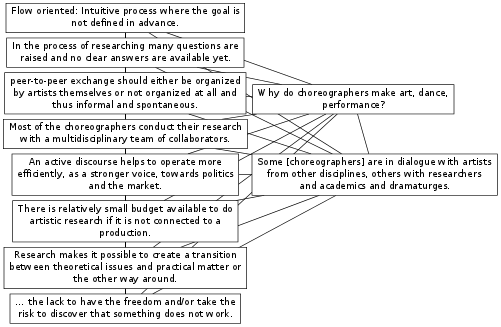 Flow oriented: Intuitive process where the goal is
not defined in advance.
In the process of researching many questions are
raised and no clear answers are available yet.
peer-to-peer exchange should either be organized
by artists themselves or not organized at all and
thus informal and spontaneous.
Why do choreographers make art, dance,
performance?
Most of the choreographers conduct their research
with a multidisciplinary team of collaborators.
An active discourse helps to operate more
efficiently, as a stronger voice, towards politics
and the market.
Some [choreographers] are in dialogue with artists
from other disciplines, others with researchers
and academics and dramaturges.
There is relatively small budget available to do
artistic research if it is not connected to a
production.
Research makes it possible to create a transition
between theoretical issues and practical matter or
the other way around.
... the lack to have the freedom and/or take the
risk to discover that something does not work.